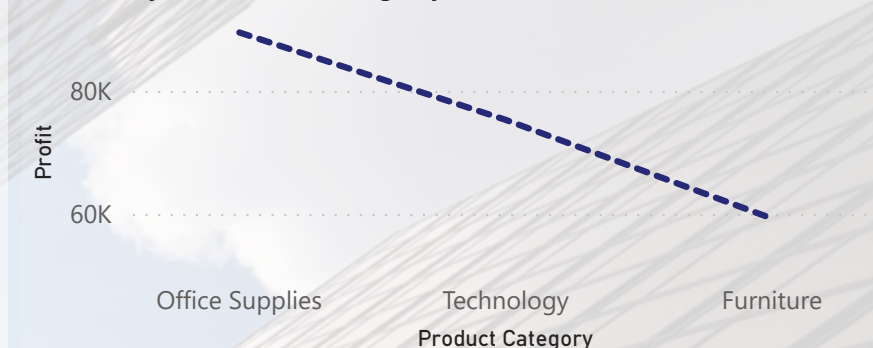 80K
Profit
60K
Office Supplies
Technology
Furniture
Product Category